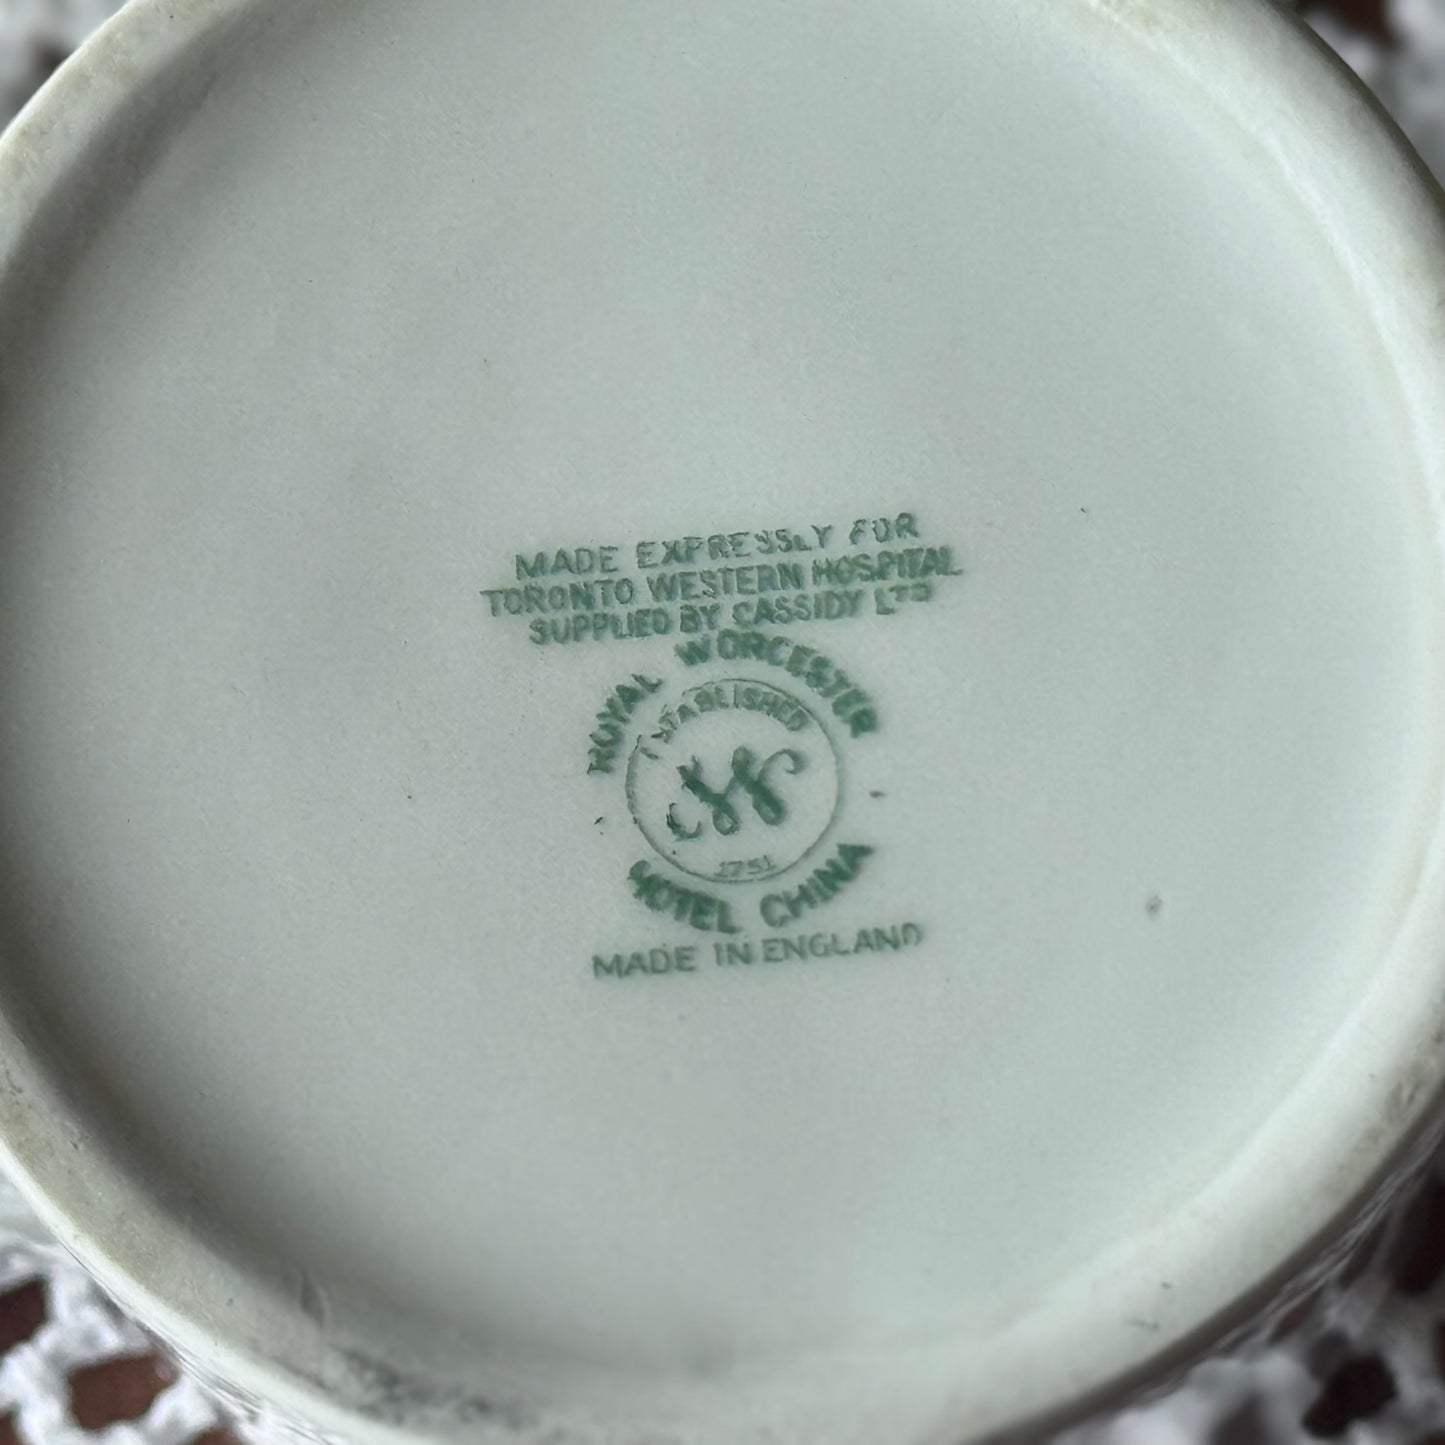 MADE EXPRESSLY FOR
TORONTO WESTERN HOSPITAL
SUPPLIED BY CASSIDY LTD
ROYAL WORCESTER
ESTABLISHED
W
1751
HOTEL CHINA
MADE IN ENGLAND